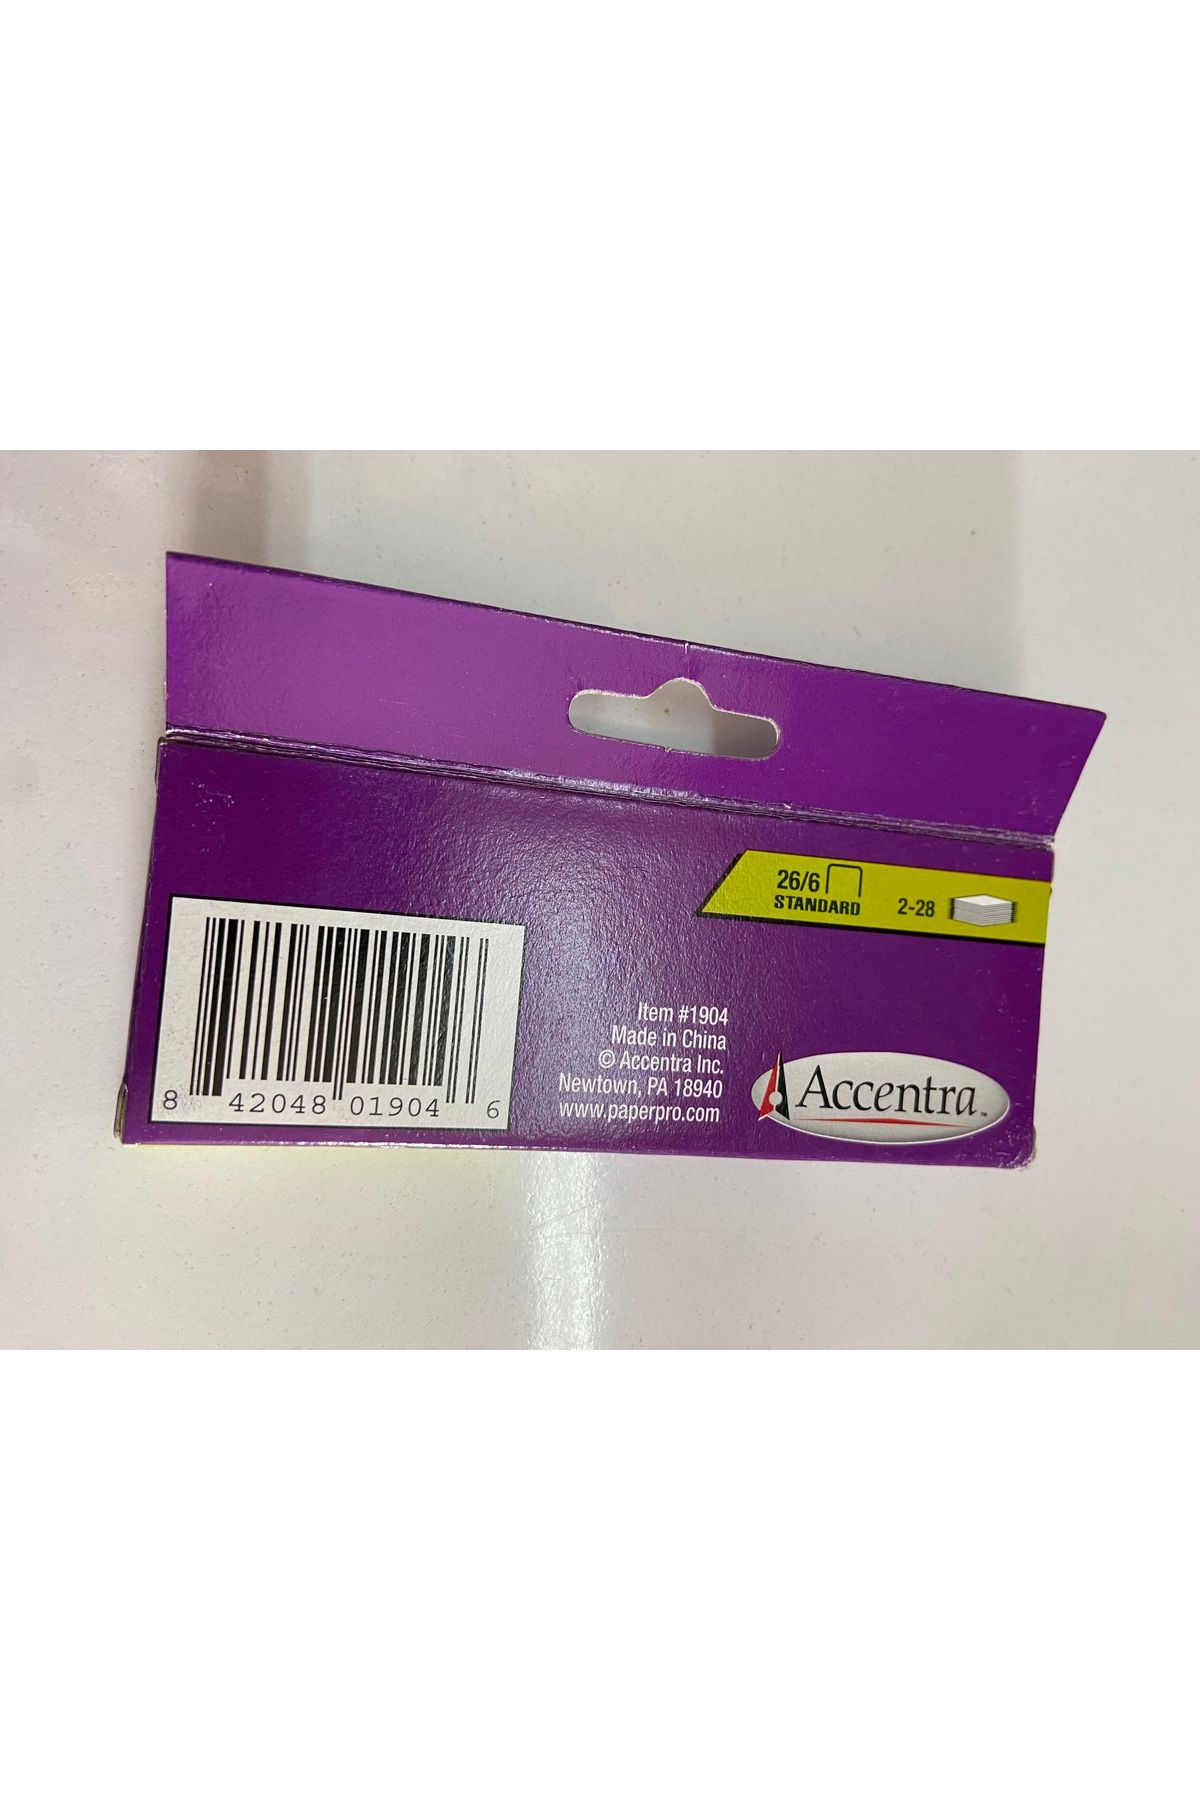 26/6
STANDARD
2-28
Item #1904
Made in China
© Accentra Inc.
Newtown, PA 18940
www.paperpro.com
Accentra™
8 42048 01904 6